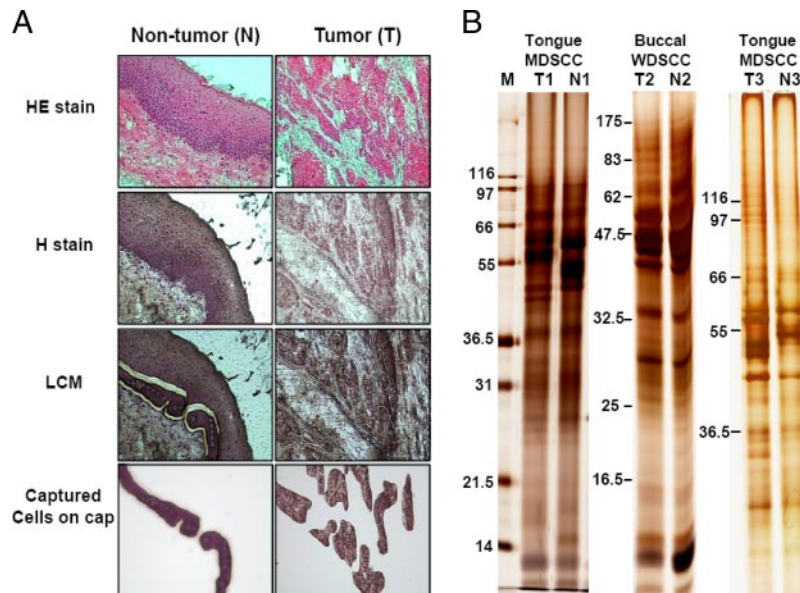 A
Non-tumor (N)
Tumor (T)
HE stain
H stain
LCM
Captured
Cells on cap
B
Tongue
MDSCC
M T1 N1
116
97
66
55
36.5
31
21.5
14
Buccal
WDSCC
T2 N2
175
83
62
47.5
32.5
25
16.5
Tongue
MDSCC
T3 N3
116
97
66
55
36.5